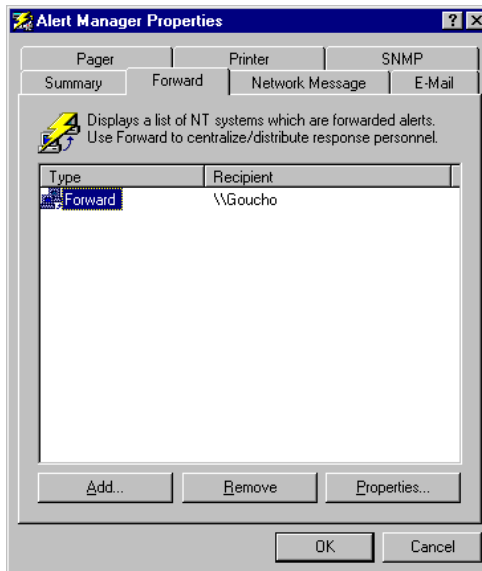 Alert Manager Properties
Pager Printer SNMP
Summary Forward Network Message E-Mail
Displays a list of NT systems which are forwarded alerts.
Use Forward to centralize/distribute response personnel.
Type Recipient
Forward \\Goucho
Add... Remove Properties...
OK Cancel